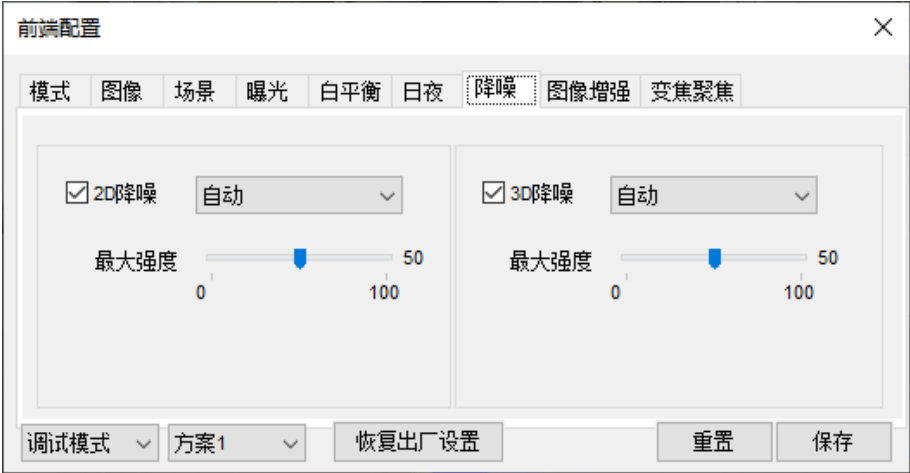 前端配置
模式 图像 场景 曝光 白平衡 日夜 降噪 图像增强 变焦聚焦
2D降噪 自动 3D降噪 自动
最大强度 50 最大强度 50
0 100 0 100
调试模式 方案1 恢复出厂设置 重置 保存